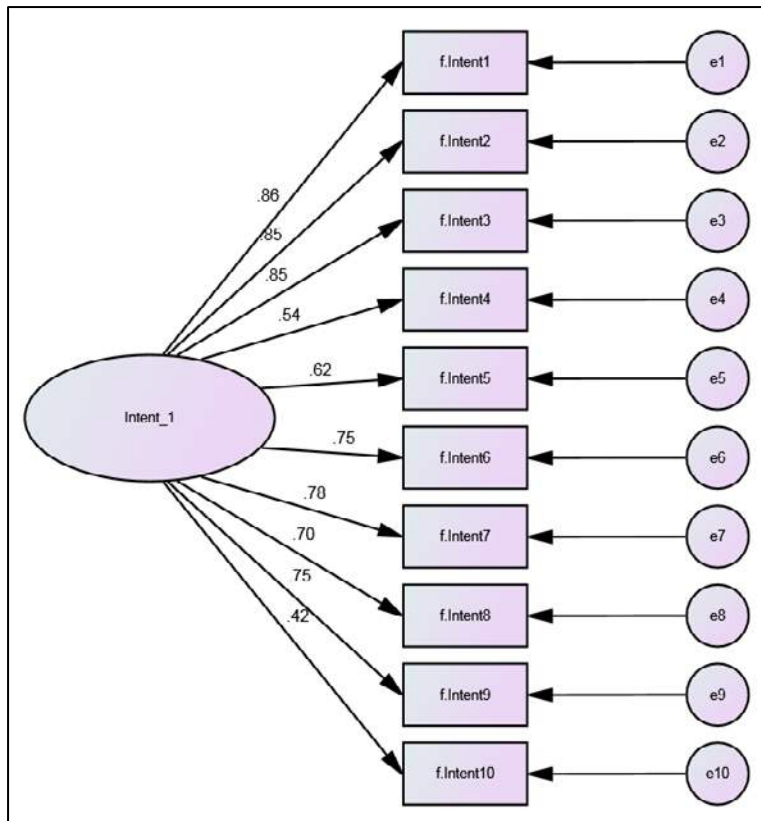 f.Intent1
e1
f.Intent2
e2
.86
f.Intent3
e3
.85
.85
f.Intent4
e4
.54
f.Intent5
e5
.62
Intent_1
f.Intent6
e6
.75
.78
f.Intent7
e7
.70
.75
f.Intent8
e8
.42
f.Intent9
e9
f.Intent10
e10